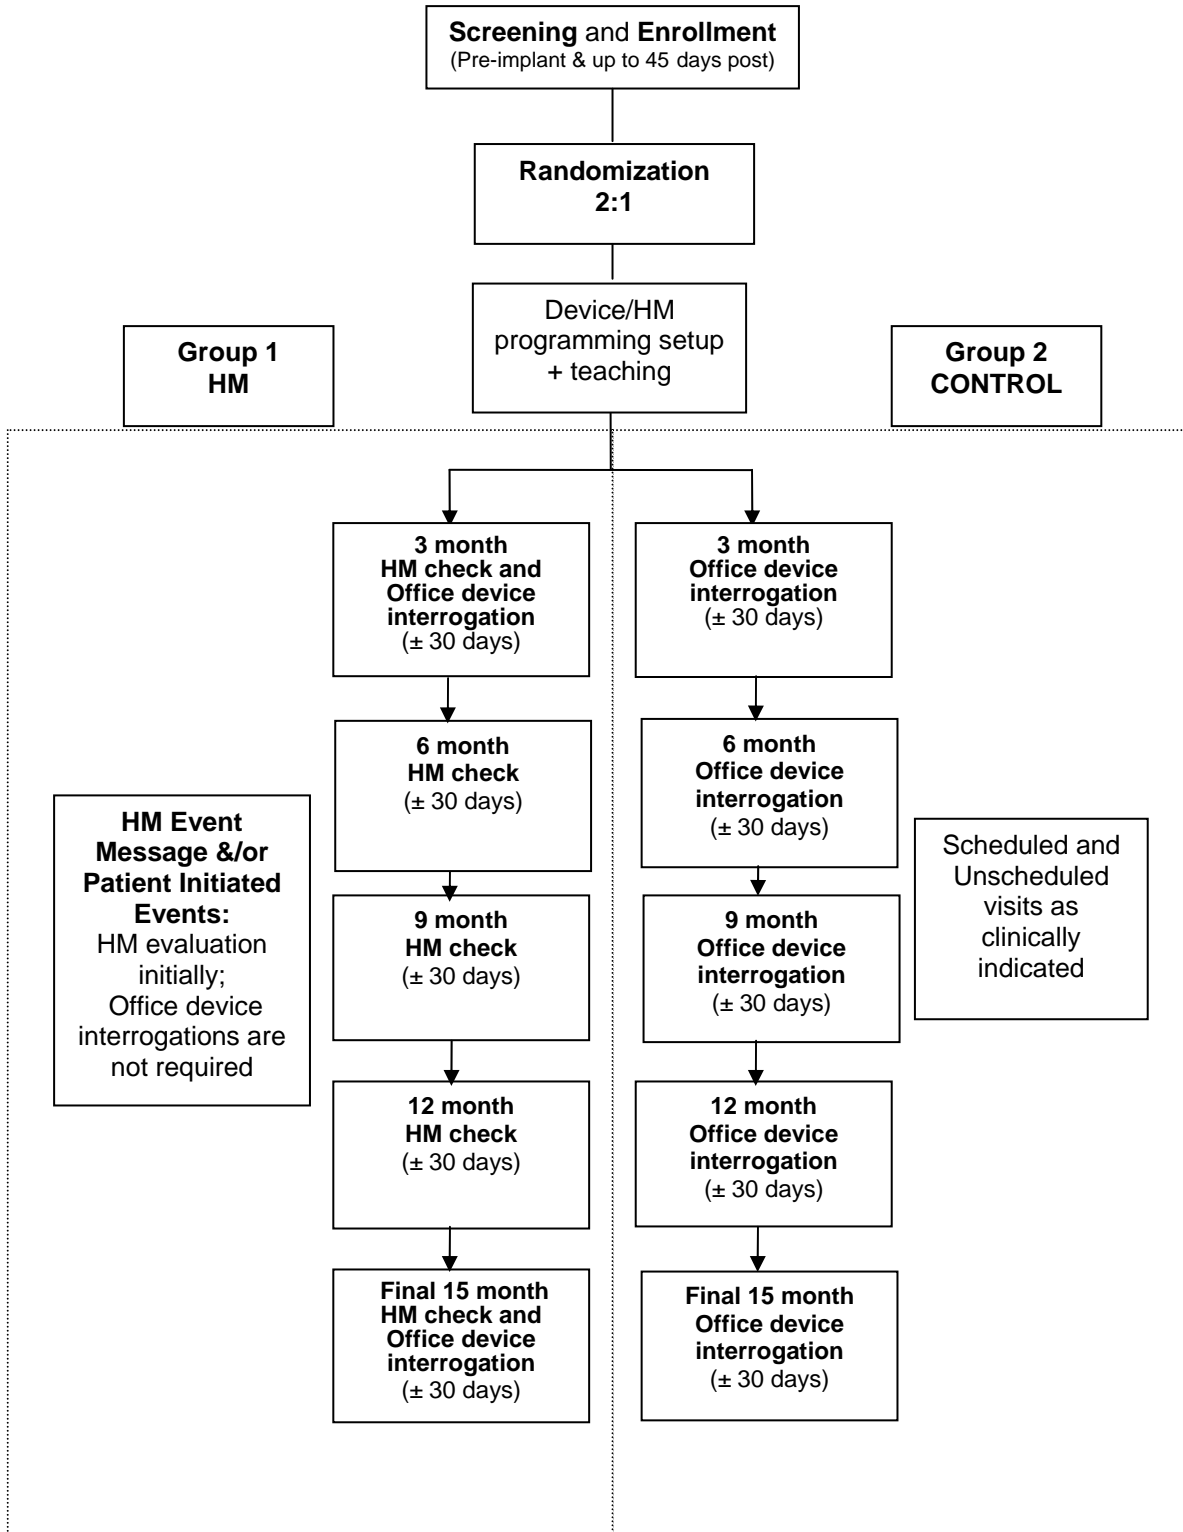 Screening and Enrollment
(Pre-implant & up to 45 days post)
Randomization
2:1
Device/HM
programming setup
+ teaching
Group 1
HM
Group 2
CONTROL
3 month
HM check and
Office device
interrogation
(± 30 days)
3 month
Office device
interrogation
(± 30 days)
6 month
HM check
(± 30 days)
6 month
Office device
interrogation
(± 30 days)
HM Event
Message &/or
Patient Initiated
Events:
HM evaluation
initially;
Office device
interrogations are
not required
Scheduled and
Unscheduled
visits as
clinically
indicated
9 month
HM check
(± 30 days)
9 month
Office device
interrogation
(± 30 days)
12 month
HM check
(± 30 days)
12 month
Office device
interrogation
(± 30 days)
Final 15 month
HM check and
Office device
interrogation
(± 30 days)
Final 15 month
Office device
interrogation
(± 30 days)